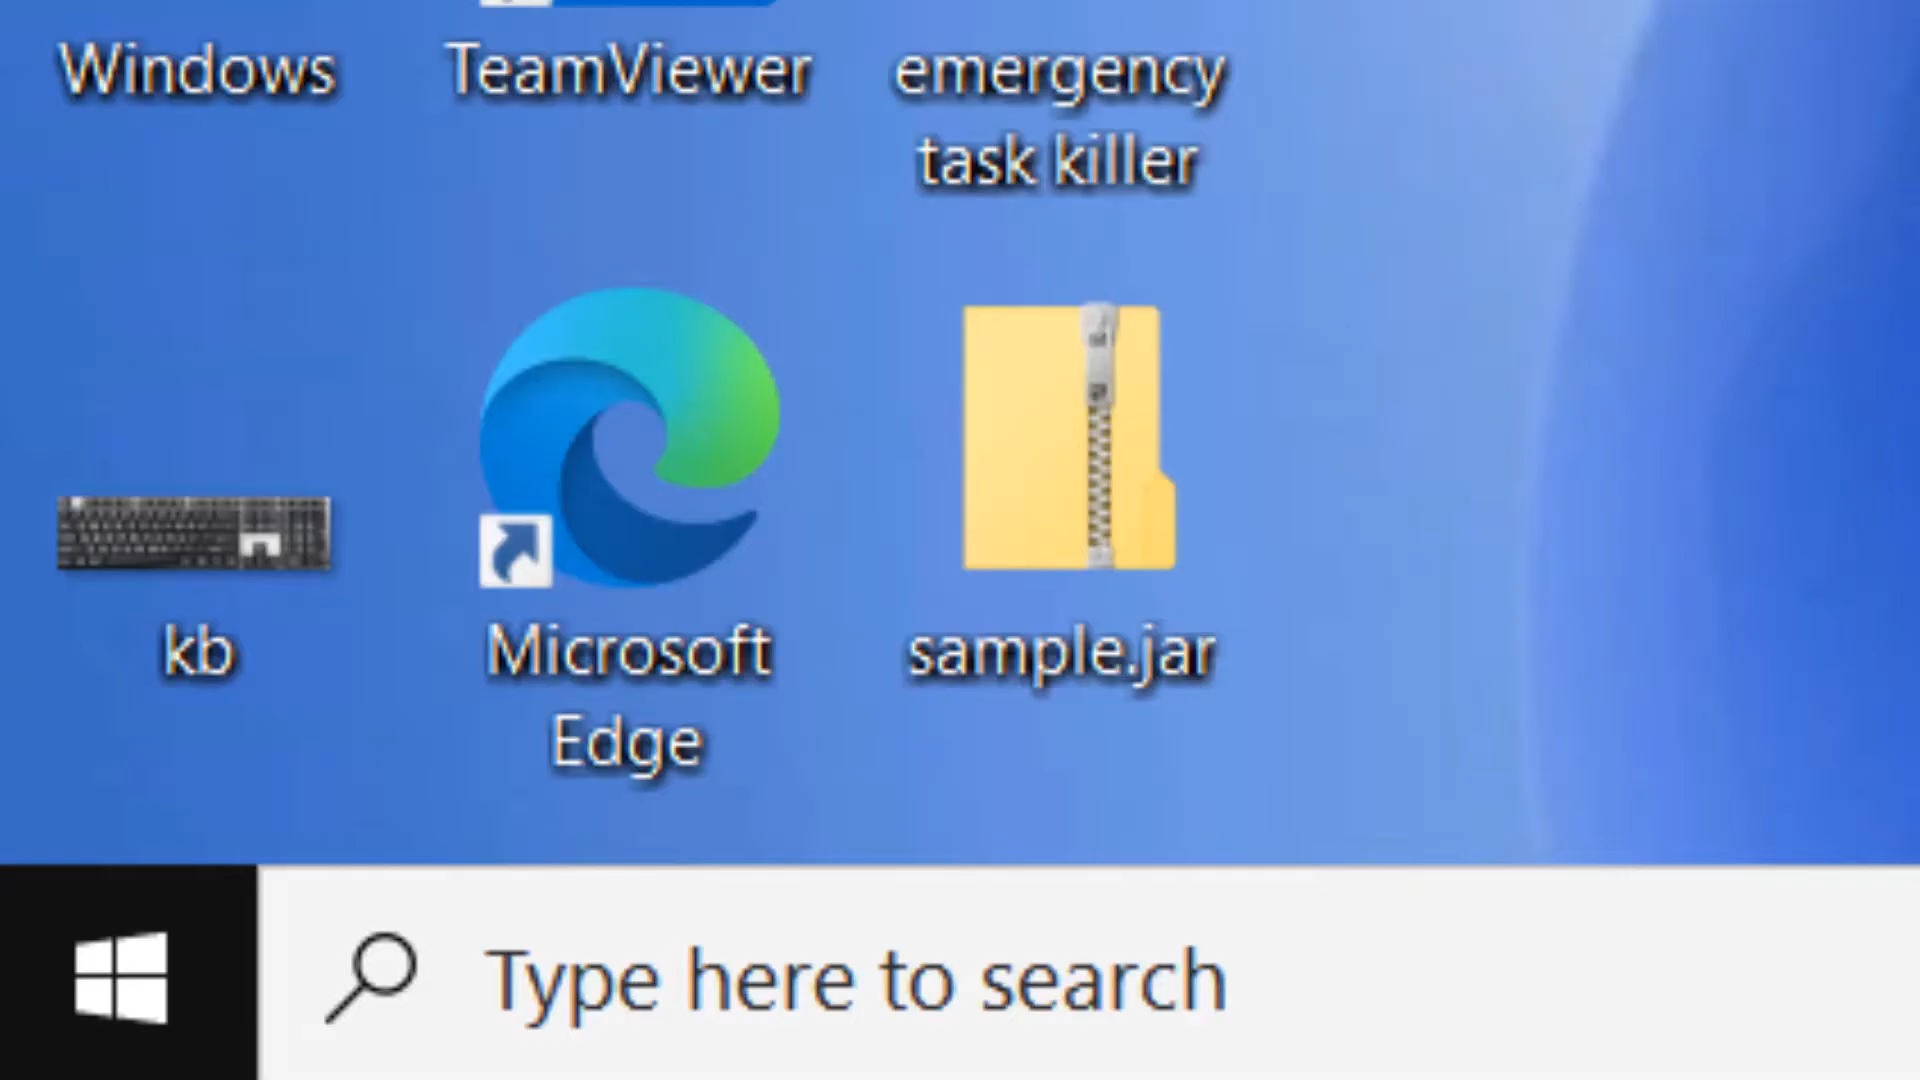 Windows
TeamViewer
emergency
task killer
kb
Microsoft
Edge
sample.jar
Type here to search